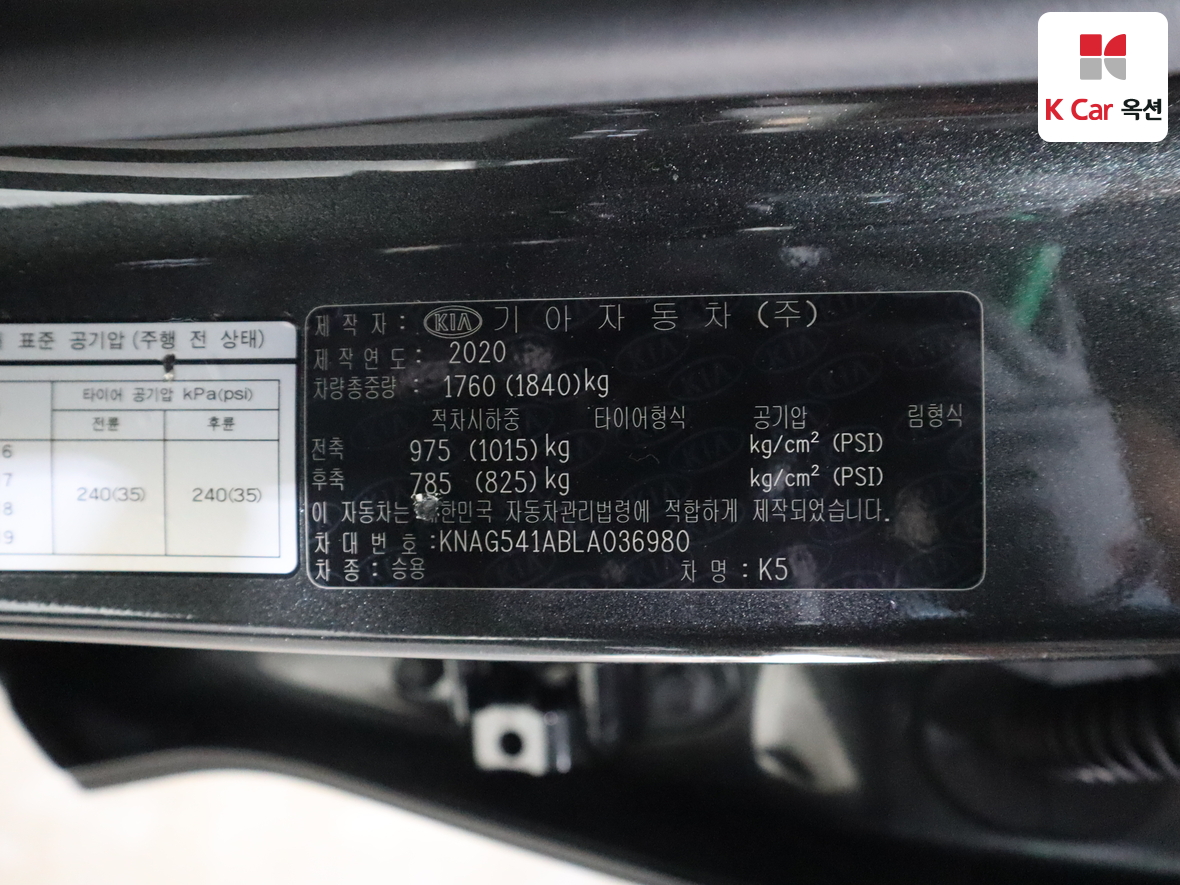 K Car 옥션
표준 공기압 (주행 전 상태)
타이어 공기압 kPa(psi)
전륜 후륜
6
7
8
9
240(35) 240(35)
제작자 : KIA 기아자동차(주)
제작연도 : 2020
차량총중량 : 1760 (1840)kg
적차시하중 타이어형식 공기압 림형식
전축 975 (1015)kg kg/cm² (PSI)
후축 785 (825)kg kg/cm² (PSI)
이 자동차는 대한민국 자동차관리법령에 적합하게 제작되었습니다.
차대번호 :KNAG541ABLA036980
차종 : 승용 차명 : K5